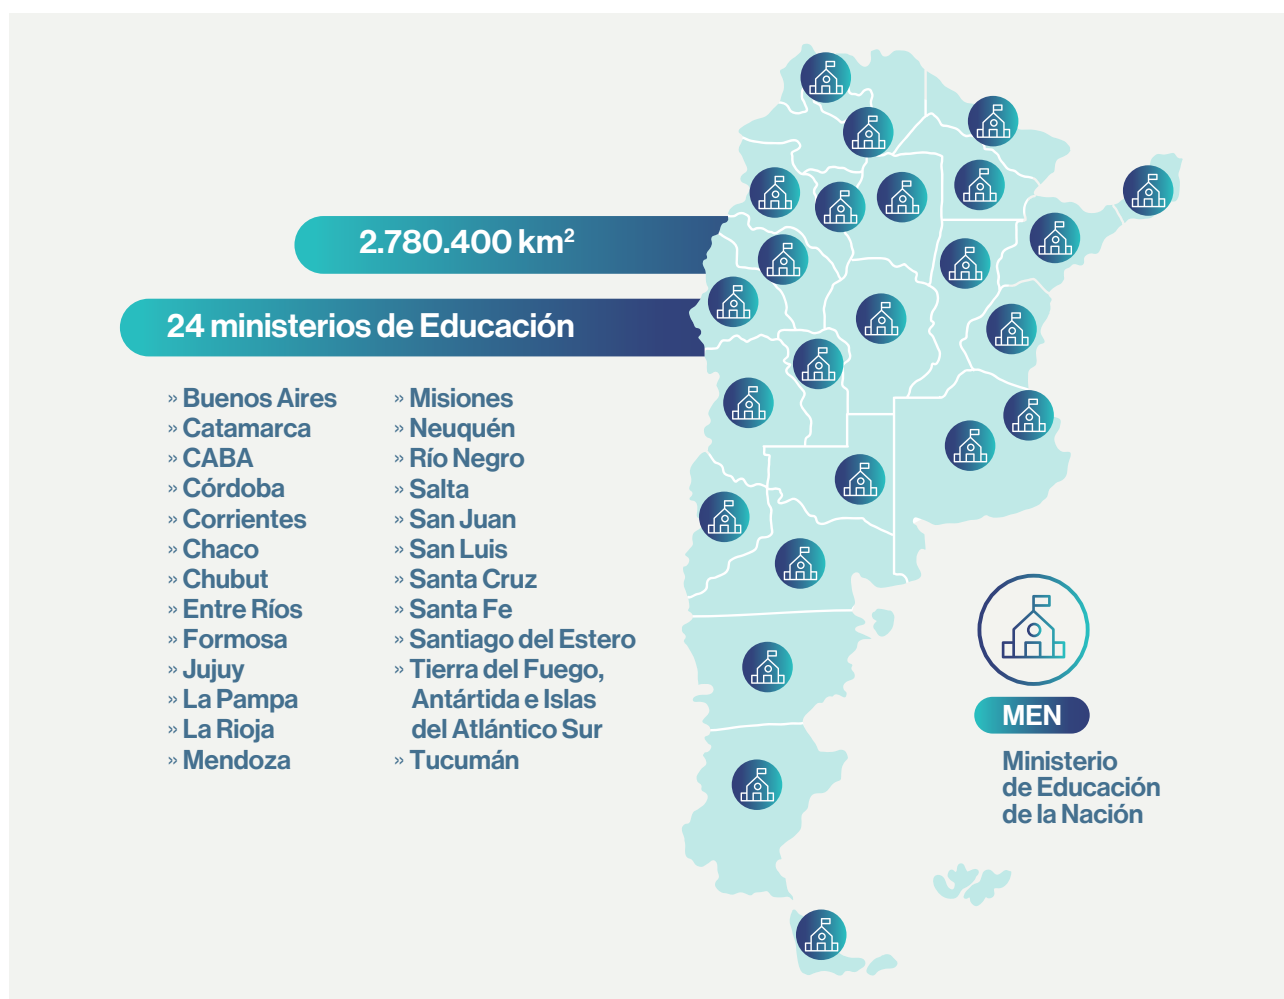 2.780.400 km²
24 ministerios de Educación
» Buenos Aires
» Catamarca
» CABA
» Córdoba
» Corrientes
» Chaco
» Chubut
» Entre Ríos
» Formosa
» Jujuy
» La Pampa
» La Rioja
» Mendoza
» Misiones
» Neuquén
» Río Negro
» Salta
» San Juan
» San Luis
» Santa Cruz
» Santa Fe
» Santiago del Estero
» Tierra del Fuego,
Antártida e Islas
del Atlántico Sur
» Tucumán
MEN
Ministerio
de Educación
de la Nación